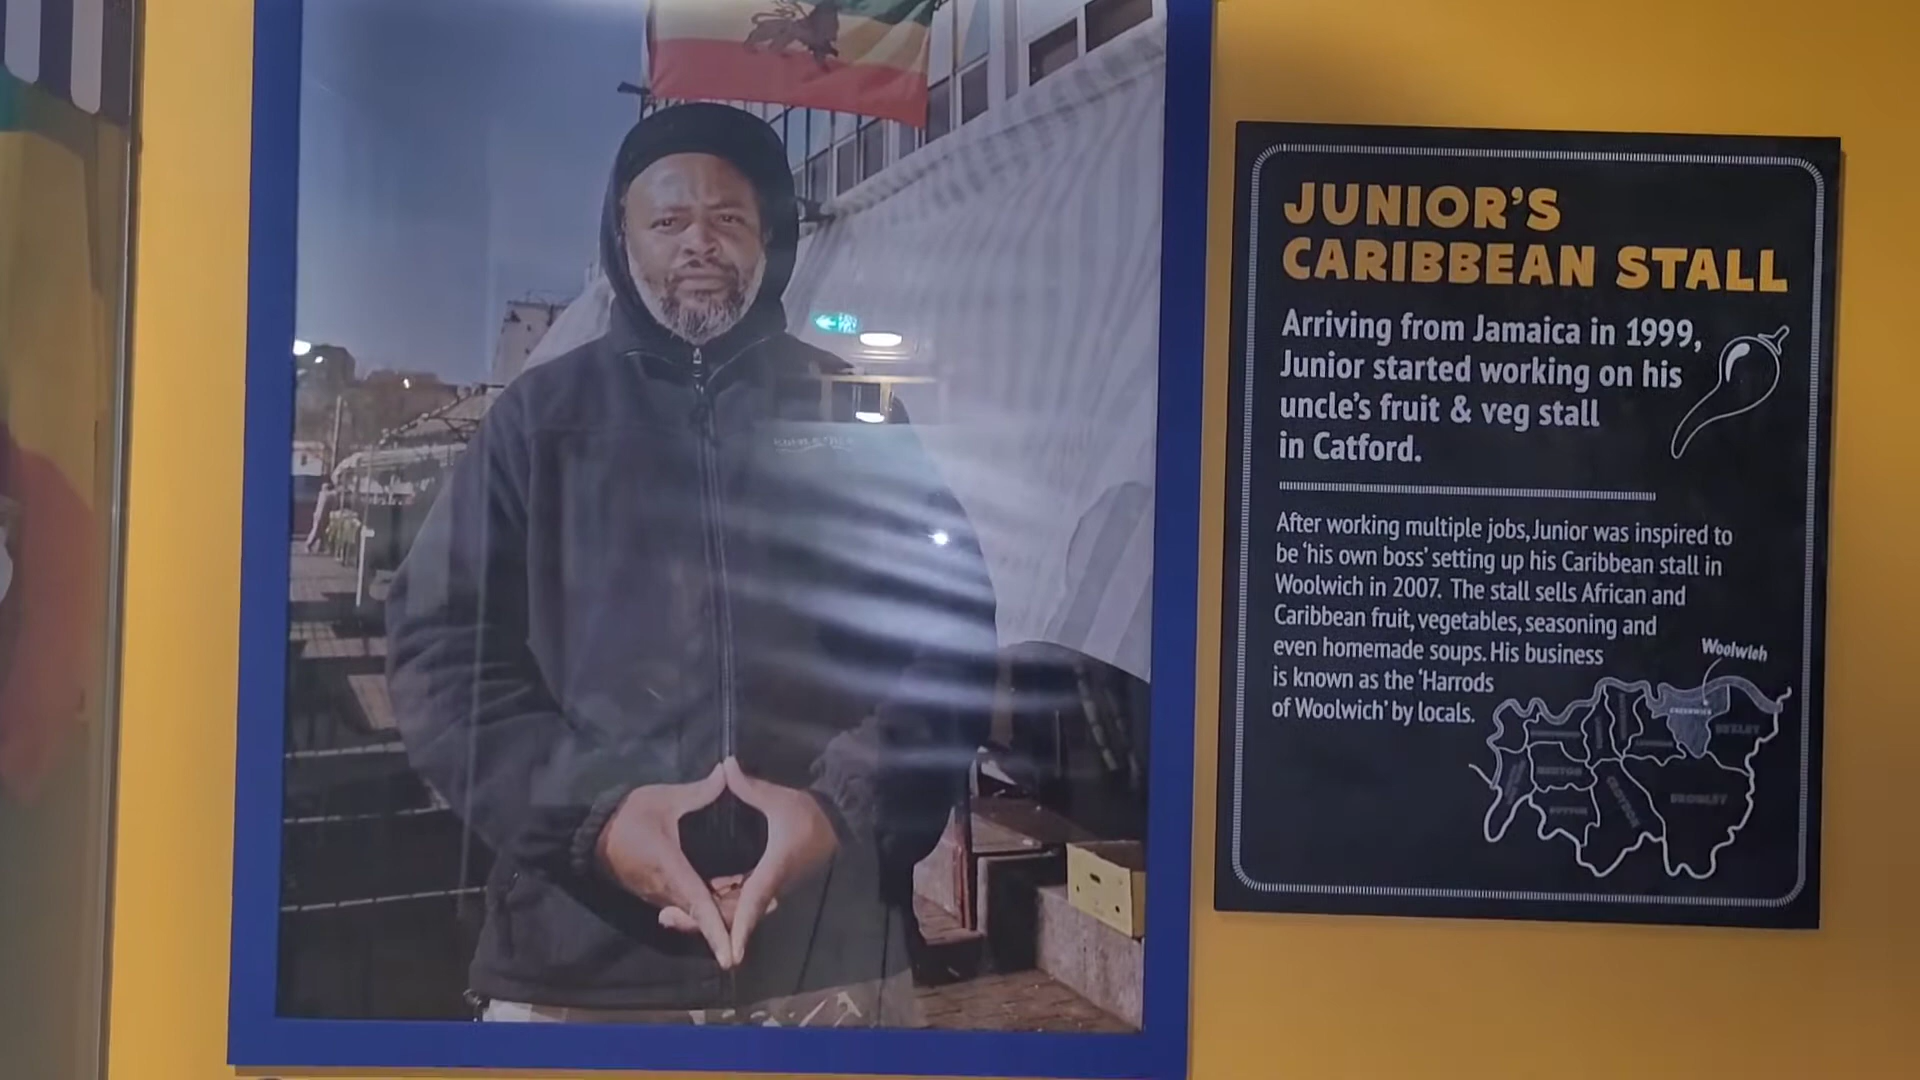 JUNIOR'S
CARIBBEAN STALL
Arriving from Jamaica in 1999,
Junior started working on his
uncle's fruit & veg stall
in Catford.
After working multiple jobs, Junior was inspired to
be 'his own boss' setting up his Caribbean stall in
Woolwich in 2007. The stall sells African and
Caribbean fruit, vegetables, seasoning and
even homemade soups. His business
is known as the 'Harrods
of Woolwich' by locals.
Woolwich
GREENWICH
BEXLEY
MERTON
SUTTON
CROYDON
BROMLEY